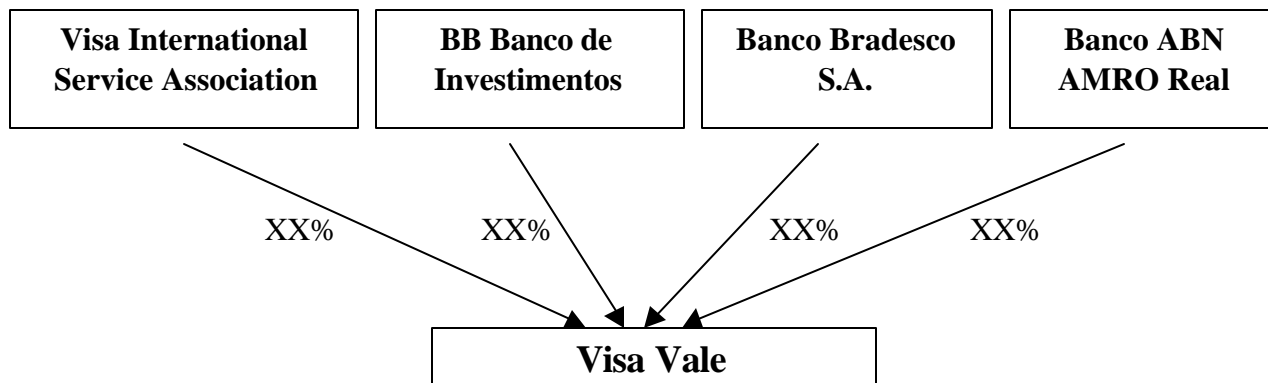 Visa International
Service Association
BB Banco de
Investimentos
Banco Bradesco
S.A.
Banco ABN
AMRO Real
XX%
XX%
XX%
XX%
Visa Vale